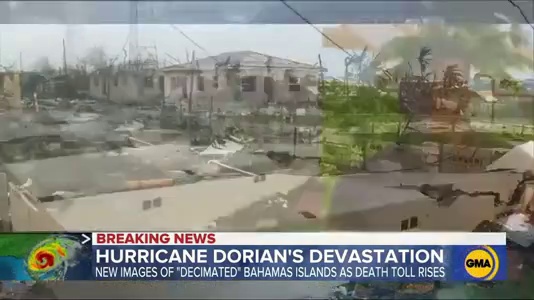 BREAKING NEWS
HURRICANE DORIAN'S DEVASTATION
NEW IMAGES OF "DECIMATED" BAHAMAS ISLANDS AS DEATH TOLL RISES
GMA